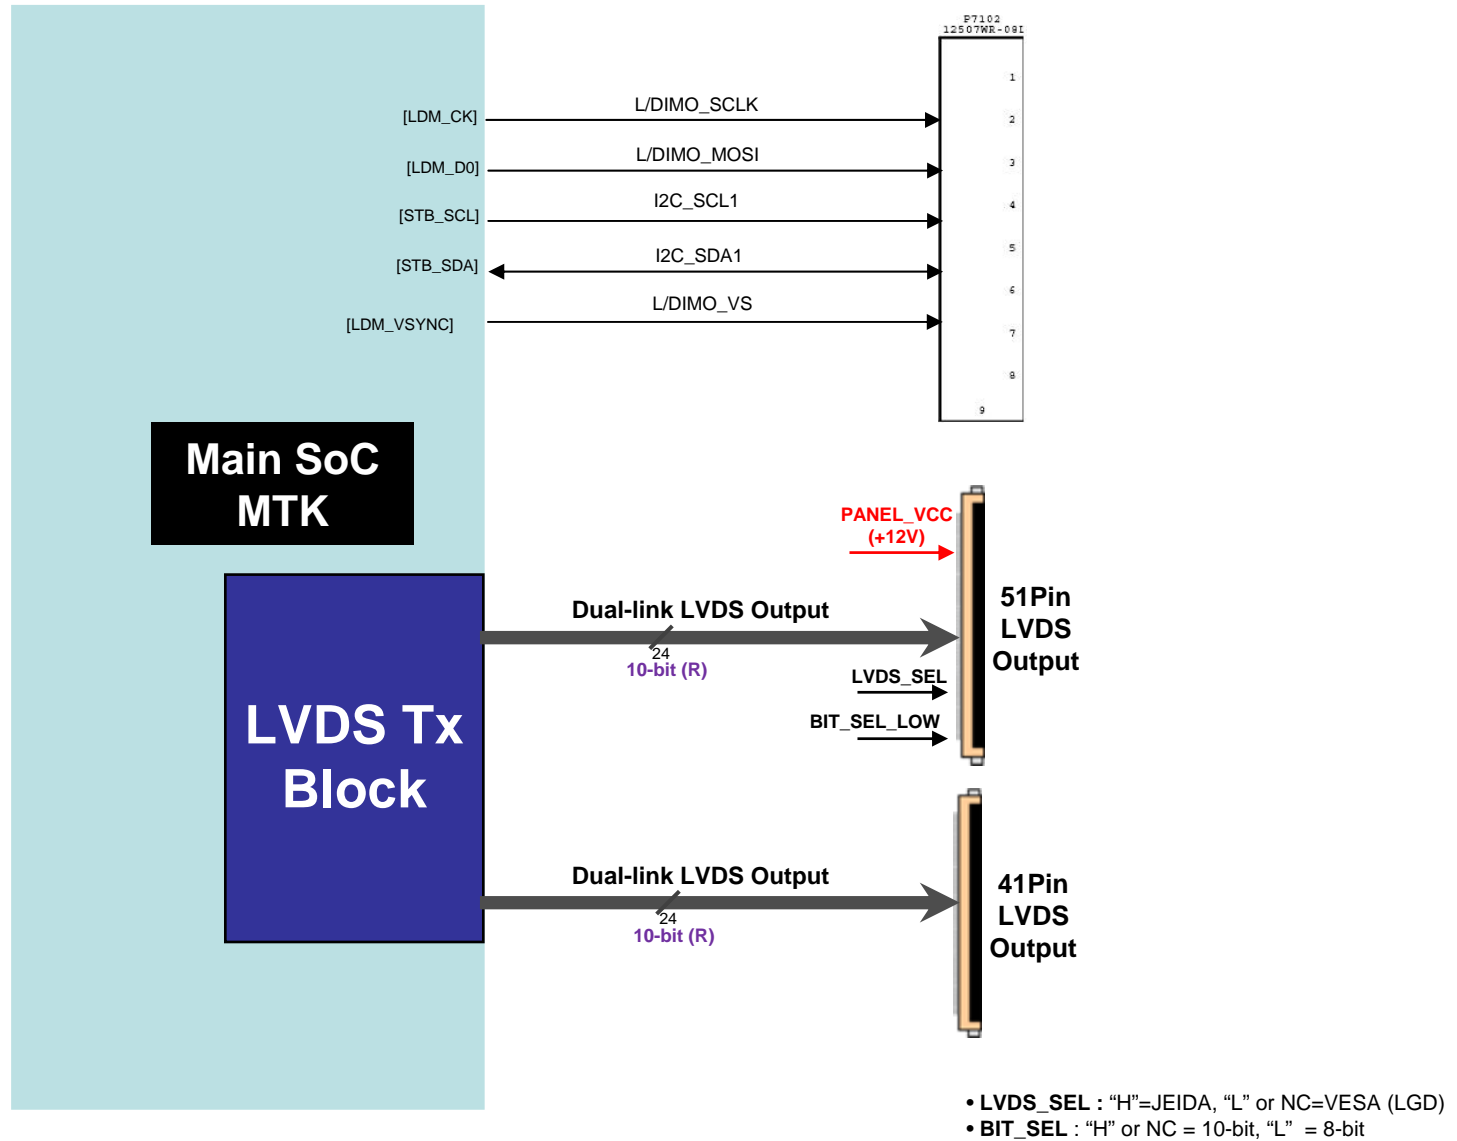 P7102
12507WR-08L
1
[LDM_CK]
L/DIMO_SCLK
2
[LDM_D0]
L/DIMO_MOSI
3
[STB_SCL]
I2C_SCL1
4
[STB_SDA]
I2C_SDA1
5
6
[LDM_VSYNC]
L/DIMO_VS
7
8
9
Main SoC
MTK
PANEL_VCC
(+12V)
Dual-link LVDS Output
24
10-bit (R)
51Pin
LVDS
Output
LVDS_SEL
BIT_SEL_LOW
LVDS Tx
Block
Dual-link LVDS Output
24
10-bit (R)
41Pin
LVDS
Output
• LVDS_SEL : “H”=JEIDA, “L” or NC=VESA (LGD)
• BIT_SEL : “H” or NC = 10-bit, “L” = 8-bit